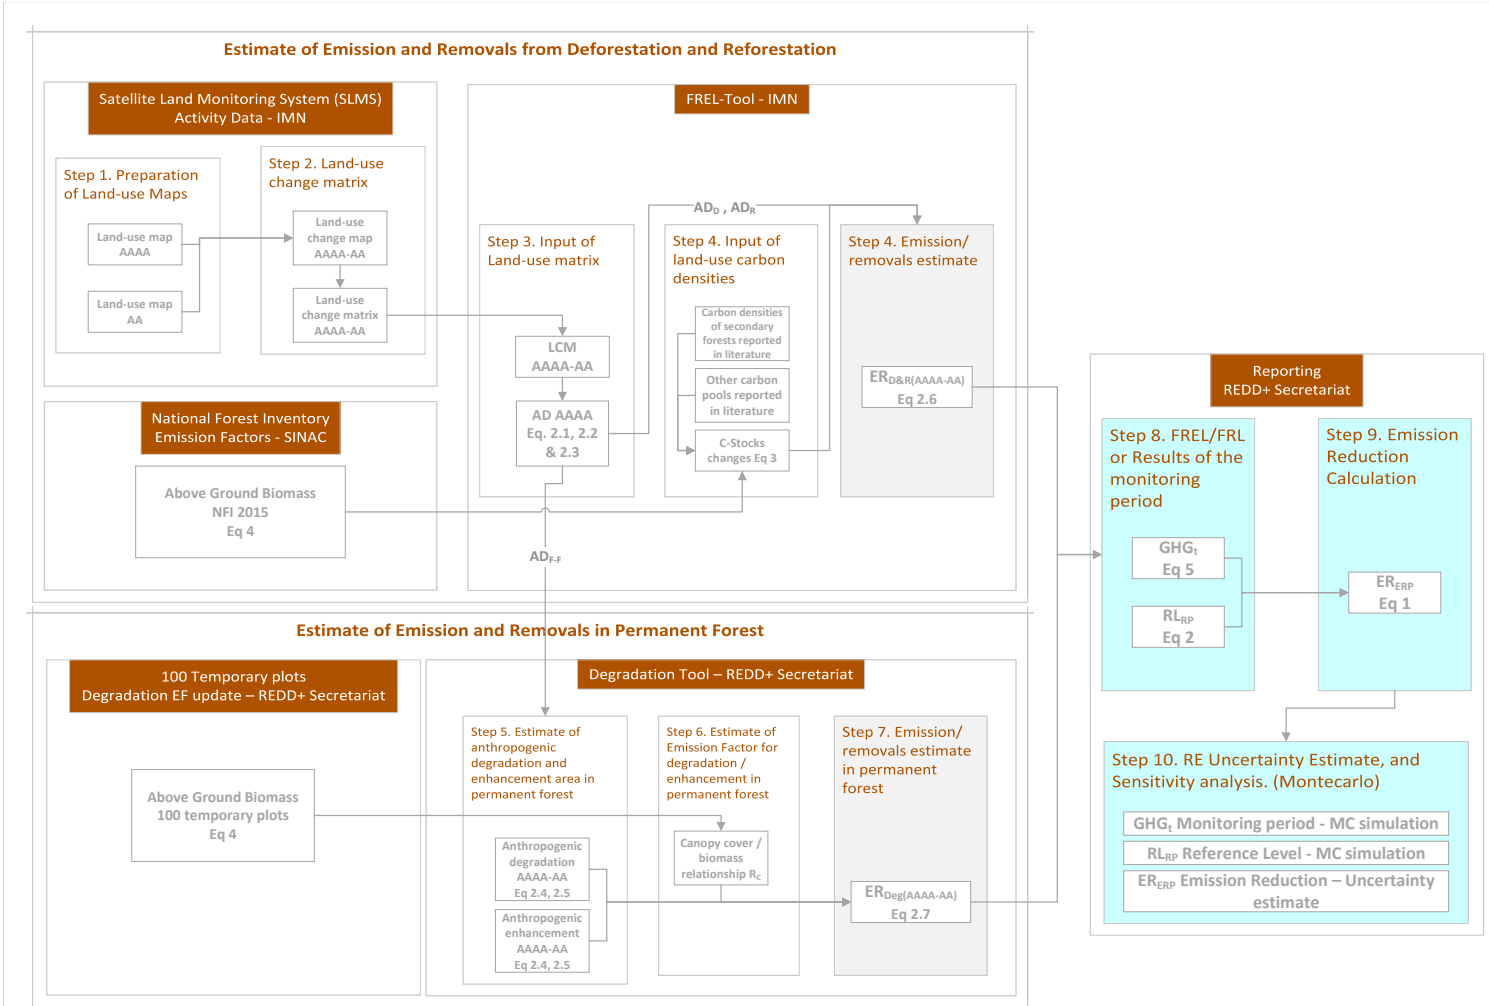 Estimate of Emission and Removals from Deforestation and Reforestation
Satellite Land Monitoring System (SLMS)
Activity Data - IMN
Step 1. Preparation
of Land-use Maps
Land-use map
AAAA
Land-use map
AA
Step 2. Land-use
change matrix
Land-use
change map
AAAA-AA
Land-use
change matrix
AAAA-AA
National Forest Inventory
Emission Factors - SINAC
Above Ground Biomass
NFI 2015
Eq 4
FREL-Tool - IMN
AD_D , AD_R
Step 3. Input of
Land-use matrix
LCM
AAAA-AA
AD AAAA
Eq. 2.1, 2.2
& 2.3
AD_F-F
Step 4. Input of
land-use carbon
densities
Carbon densities
of secondary
forests reported
in literature
Other carbon
pools reported
in literature
C-Stocks
changes Eq 3
Step 4. Emission/
removals estimate
ER_D&R(AAAA-AA)
Eq 2.6
Estimate of Emission and Removals in Permanent Forest
100 Temporary plots
Degradation EF update – REDD+ Secretariat
Above Ground Biomass
100 temporary plots
Eq 4
Degradation Tool – REDD+ Secretariat
Step 5. Estimate of
anthropogenic
degradation and
enhancement area in
permanent forest
Anthropogenic
degradation
AAAA-AA
Eq 2.4, 2.5
Anthropogenic
enhancement
AAAA-AA
Eq 2.4, 2.5
Step 6. Estimate of
Emission Factor for
degradation /
enhancement in
permanent forest
Canopy cover /
biomass
relationship R_C
Step 7. Emission/
removals estimate
in permanent
forest
ER_Deg(AAAA-AA)
Eq 2.7
Reporting
REDD+ Secretariat
Step 8. FREL/FRL
or Results of the
monitoring
period
GHG_t
Eq 5
RL_RP
Eq 2
Step 9. Emission
Reduction
Calculation
ER_ERP
Eq 1
Step 10. RE Uncertainty Estimate, and
Sensitivity analysis. (Montecarlo)
GHG_t Monitoring period - MC simulation
RL_RP Reference Level - MC simulation
ER_ERP Emission Reduction – Uncertainty
estimate